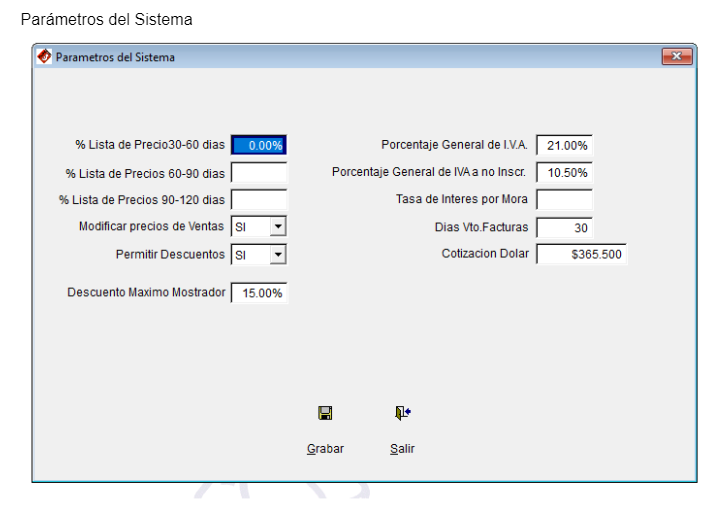 Parámetros del Sistema
Parametros del Sistema
% Lista de Precio30-60 dias 0.00%
% Lista de Precios 60-90 dias
% Lista de Precios 90-120 dias
Modificar precios de Ventas SI
Permitir Descuentos SI
Descuento Maximo Mostrador 15.00%
Porcentaje General de I.V.A. 21.00%
Porcentaje General de IVA a no Inscr. 10.50%
Tasa de Interes por Mora
Dias Vto.Facturas 30
Cotizacion Dolar $365.500
Grabar Salir